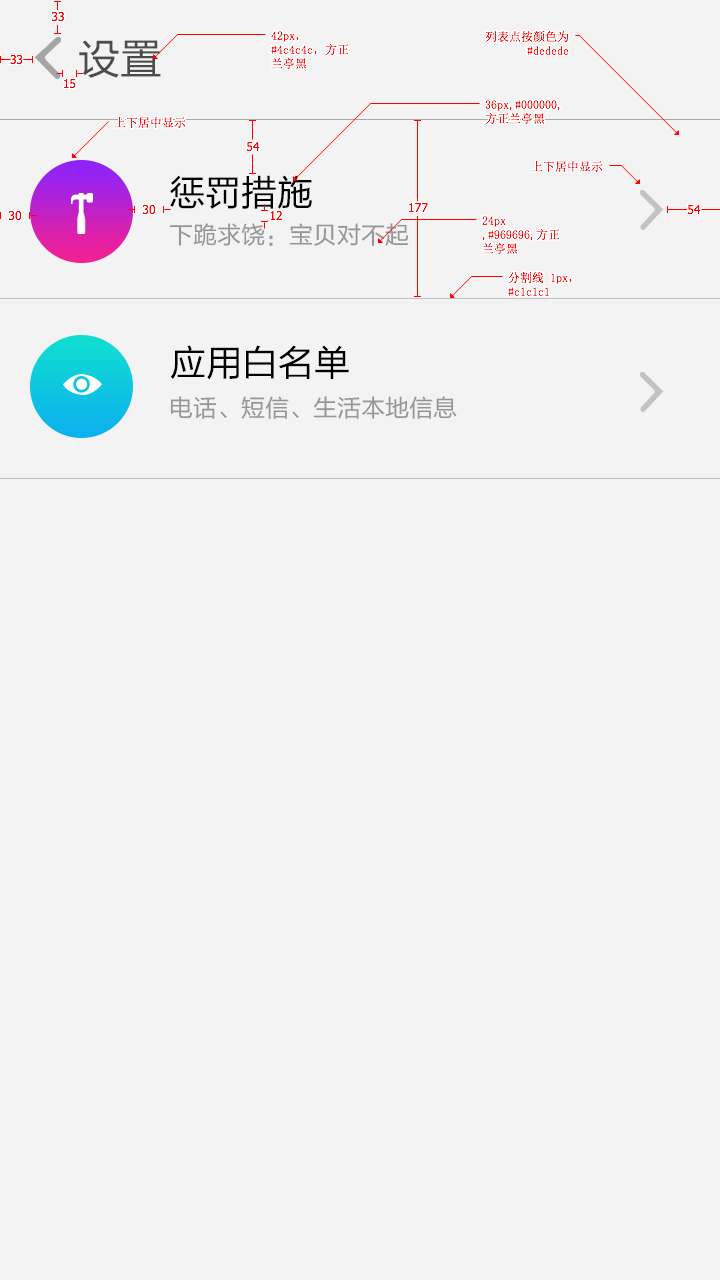 33
33
设置
15
42px,
#4c4c4c, 方正
兰亭黑
列表点按颜色为
#dedede
36px,#000000,
方正兰亭黑
上下居中显示
54
上下居中显示
30
30
惩罚措施
12
下跪求饶：宝贝对不起
177
24px
,#969696,方正
兰亭黑
54
分割线 1px,
#c1c1c1
应用白名单
电话、短信、生活本地信息